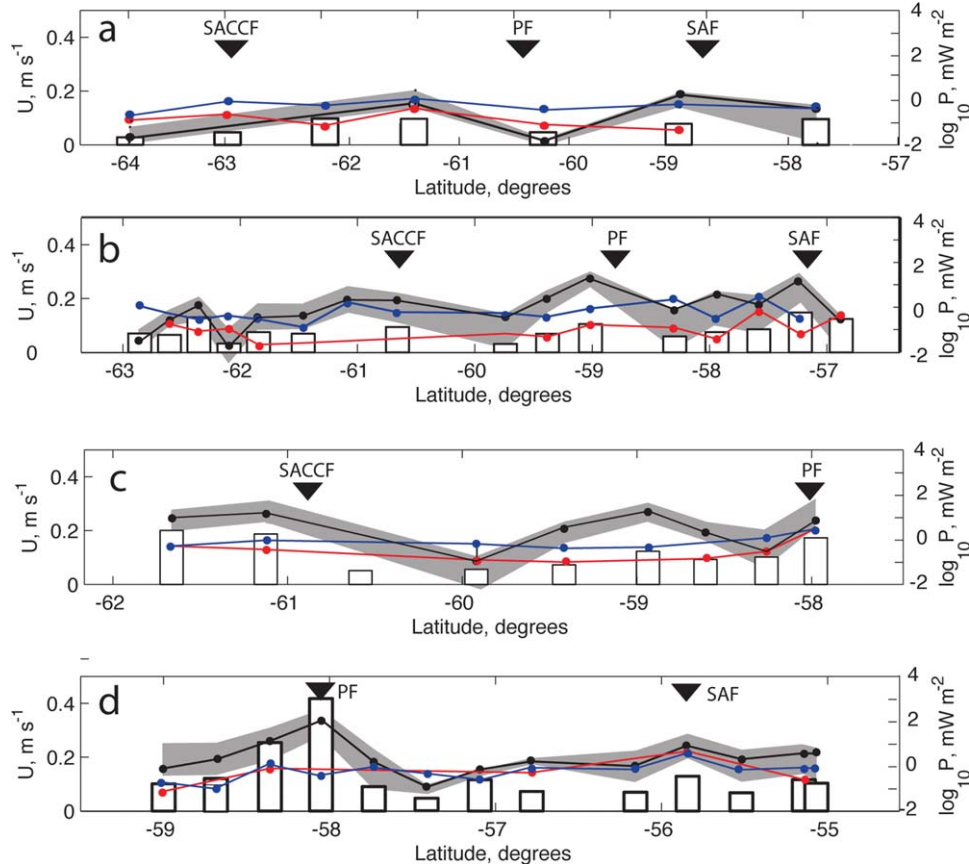 a
SACCF PF SAF
U, m s-1
0.4
0.2
0
4
2
0
-2
log10 P, mW m-2
-64 -63 -62 -61 -60 -59 -58 -57
Latitude, degrees
b
SACCF PF SAF
U, m s-1
0.4
0.2
0
4
2
0
-2
log10 P, mW m-2
-63 -62 -61 -60 -59 -58 -57
Latitude, degrees
c
SACCF PF
U, m s-1
0.4
0.2
0
4
2
0
-2
log10 P, mW m-2
-62 -61 -60 -59 -58
Latitude, degrees
d
PF SAF
U, m s-1
0.4
0.2
0
4
2
0
-2
log10 P, mW m-2
-59 -58 -57 -56 -55
Latitude, degrees